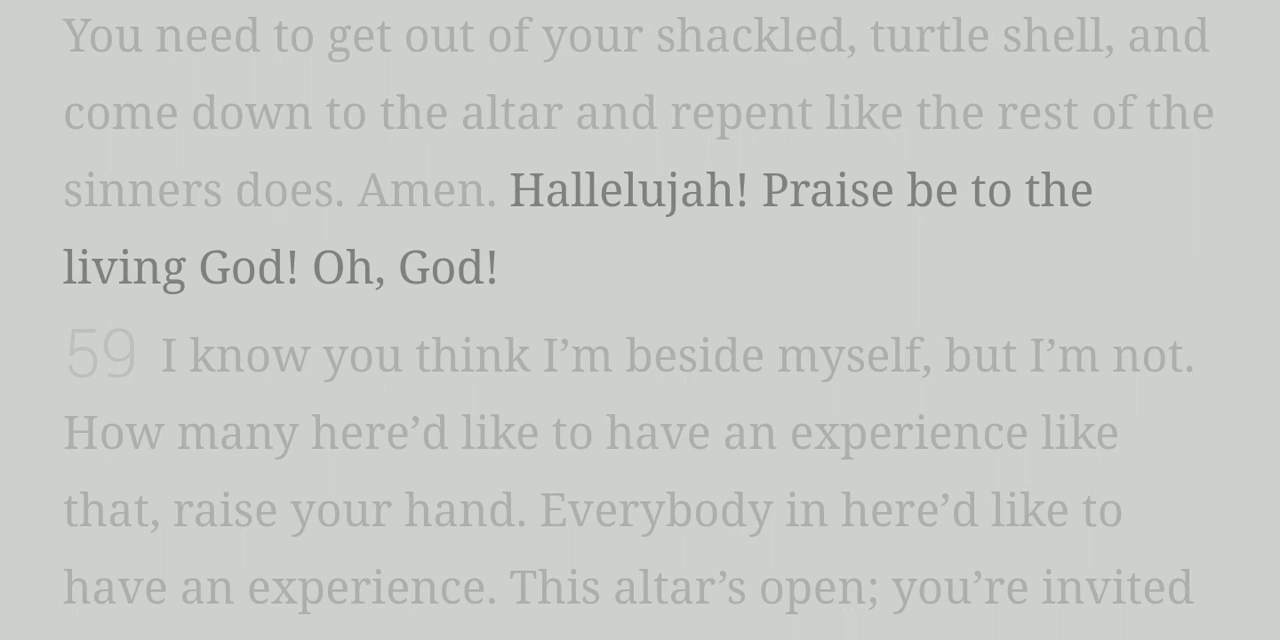 You need to get out of your shackled, turtle shell, and
come down to the altar and repent like the rest of the
sinners does. Amen. Hallelujah! Praise be to the
living God! Oh, God!
59 I know you think I’m beside myself, but I’m not.
How many here’d like to have an experience like
that, raise your hand. Everybody in here’d like to
have an experience. This altar’s open; you’re invited